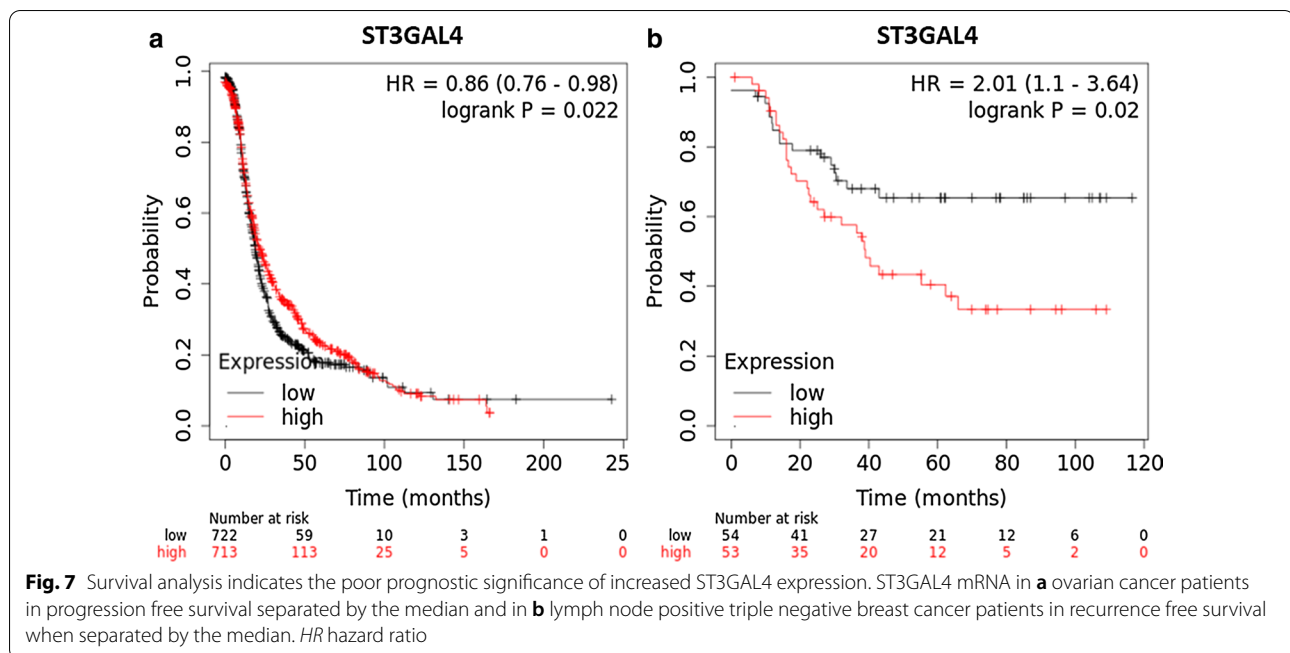 a
ST3GAL4
HR = 0.86 (0.76 - 0.98)
logrank P = 0.022
Probability
1.0
0.8
0.6
0.4
0.2
0.0
Expression
low
high
0 50 100 150 200 25
Time (months)
Number at risk
low 722 59 10 3 1 0
high 713 113 25 5 0 0
b
ST3GAL4
HR = 2.01 (1.1 - 3.64)
logrank P = 0.02
Probability
1.0
0.8
0.6
0.4
0.2
0.0
Expression
low
high
0 20 40 60 80 100 120
Time (months)
Number at risk
low 54 41 27 21 12 6 0
high 53 35 20 12 5 2 0
Fig. 7 Survival analysis indicates the poor prognostic significance of increased ST3GAL4 expression. ST3GAL4 mRNA in a ovarian cancer patients
in progression free survival separated by the median and in b lymph node positive triple negative breast cancer patients in recurrence free survival
when separated by the median. HR hazard ratio